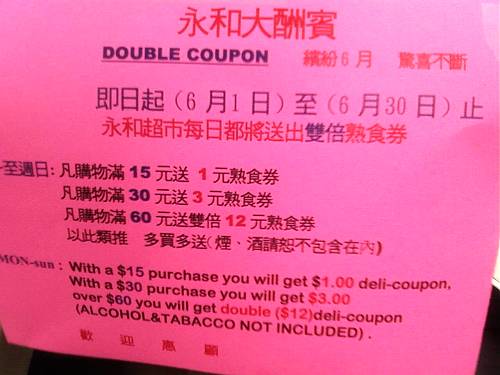 永和大酬賓
DOUBLE COUPON 繽紛6月 驚喜不斷
即日起（6月1日）至（6月30日）止
永和超市每日都將送出雙倍熟食券
至週日: 凡購物滿 15 元送 1 元熟食券
凡購物滿 30 元送 3 元熟食券
凡購物滿 60 元送雙倍 12 元熟食券
以此類推 多買多送(煙、酒請恕不包含在內)
MON-sun : With a $15 purchase you will get $1.00 deli-coupon,
With a $30 purchase you will get $3.00
over $60 you will get double ($12)deli-coupon
(ALCOHOL&TABACCO NOT INCLUDED) .
歡迎惠顧